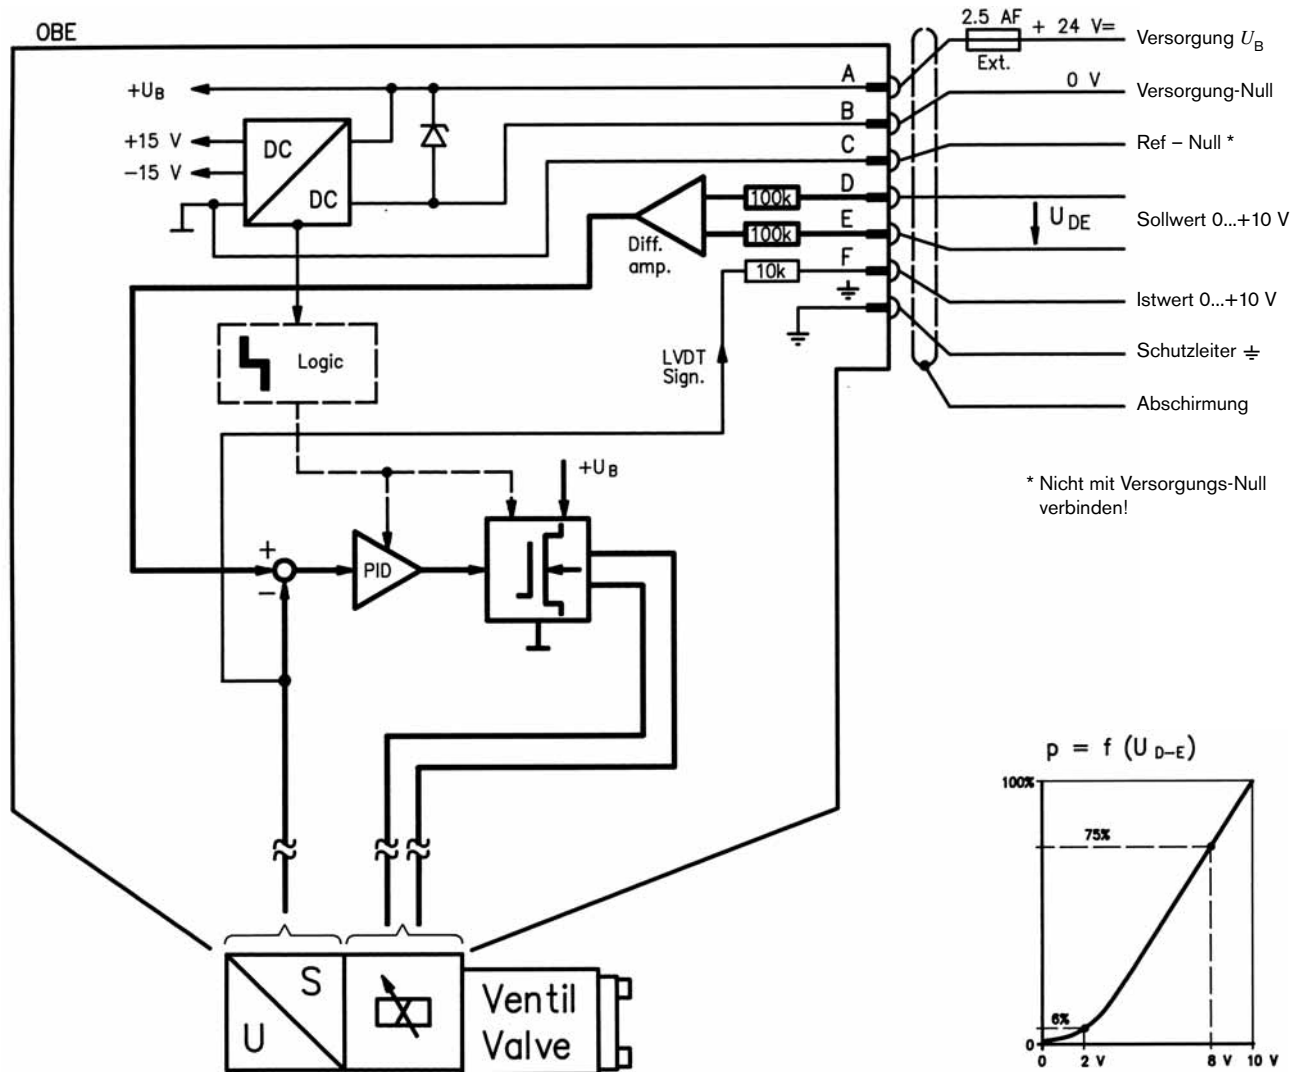 OBE
2.5 AF
+ 24 V=
Ext.
Versorgung U_B
0 V
Versorgung-Null
Ref – Null *
U_DE
Sollwert 0...+10 V
Istwert 0...+10 V
Schutzleiter ⏚
Abschirmung
* Nicht mit Versorgungs-Null
verbinden!
A
B
C
D
E
F
+U_B
+15 V
−15 V
DC
DC
100k
100k
10k
Diff.
amp.
Logic
LVDT
Sign.
+U_B
+
−
PID
S
U
Ventil
Valve
p = f (U_D−E)
100%
75%
6%
0
0
2 V
8 V
10 V